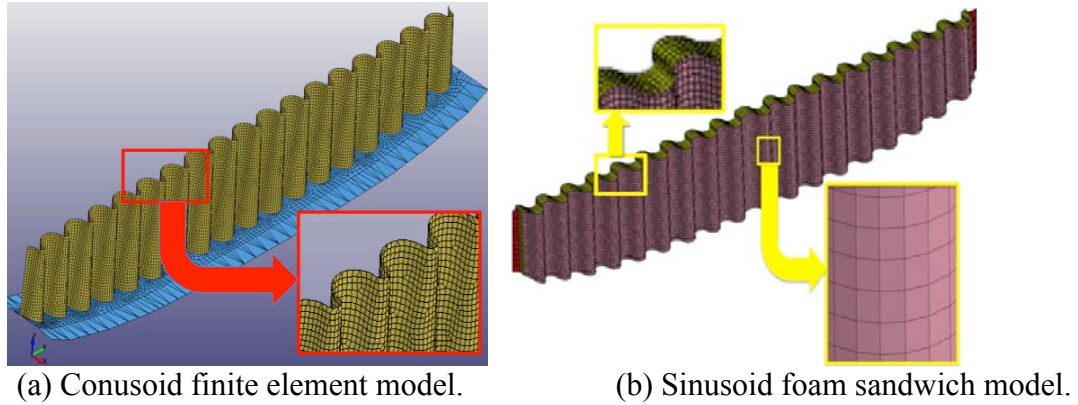 (a) Conusoid finite element model.
(b) Sinusoid foam sandwich model.